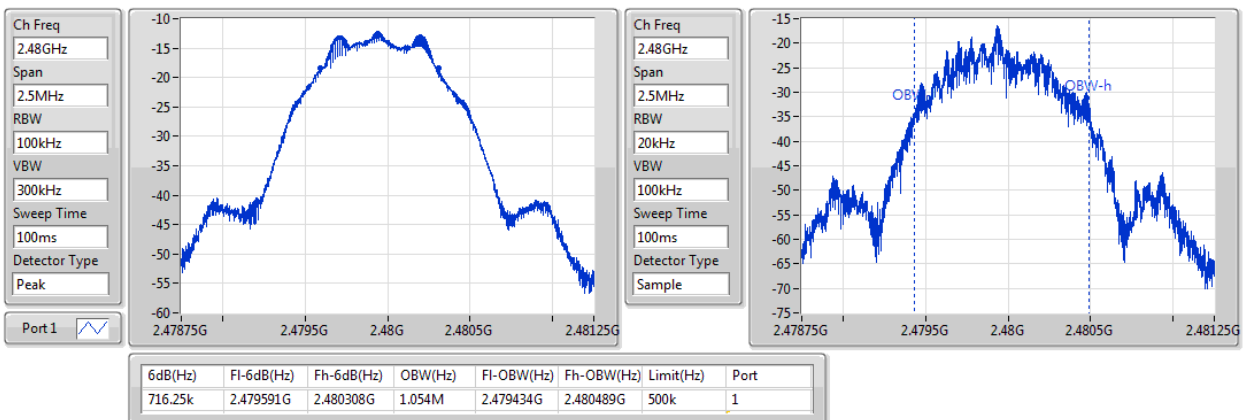 Ch Freq
2.48GHz
Span
2.5MHz
RBW
100kHz
VBW
300kHz
Sweep Time
100ms
Detector Type
Peak
Port 1
-10
-15
-20
-25
-30
-35
-40
-45
-50
-55
-60
2.47875G 2.4795G 2.48G 2.4805G 2.48125G
Ch Freq
2.48GHz
Span
2.5MHz
RBW
20kHz
VBW
100kHz
Sweep Time
100ms
Detector Type
Sample
-15
-20
-25
-30
-35
-40
-45
-50
-55
-60
-65
-70
-75
OBW-h
2.47875G 2.4795G 2.48G 2.4805G 2.48125G
6dB(Hz) Fl-6dB(Hz) Fh-6dB(Hz) OBW(Hz) Fl-OBW(Hz) Fh-OBW(Hz) Limit(Hz) Port
716.25k 2.479591G 2.480308G 1.054M 2.479434G 2.480489G 500k 1